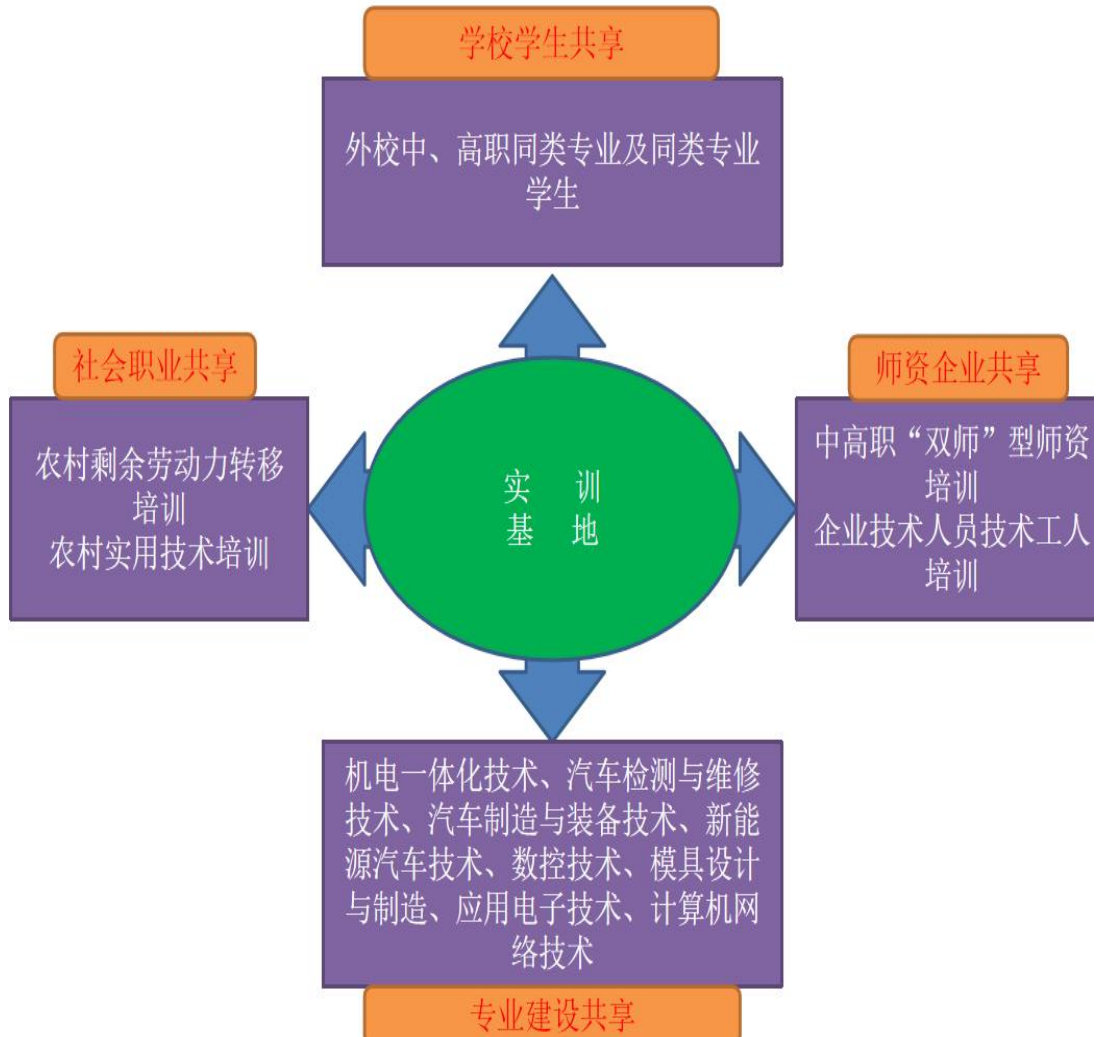 学校学生共享
外校中、高职同类专业及同类专业
学生
社会职业共享
农村剩余劳动力转移
培训
农村实用技术培训
实 训
基 地
师资企业共享
中高职“双师”型师资
培训
企业技术人员技术工人
培训
机电一体化技术、汽车检测与维修
技术、汽车制造与装备技术、新能
源汽车技术、数控技术、模具设计
与制造、应用电子技术、计算机网
络技术
专业建设共享